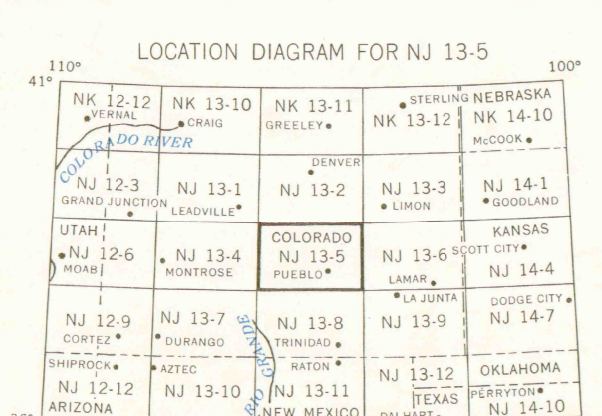 LOCATION DIAGRAM FOR NJ 13-5
110°
100°
41°
NK 12-12
VERNAL
NK 13-10
CRAIG
NK 13-11
GREELEY
STERLING
NK 13-12
NEBRASKA
NK 14-10
McCOOK
COLORADO RIVER
NJ 12-3
GRAND JUNCTION
NJ 13-1
LEADVILLE
DENVER
NJ 13-2
NJ 13-3
LIMON
NJ 14-1
GOODLAND
UTAH
NJ 12-6
MOAB
NJ 13-4
MONTROSE
COLORADO
NJ 13-5
PUEBLO
NJ 13-6
LAMAR
KANSAS
SCOTT CITY
NJ 14-4
NJ 12-9
CORTEZ
NJ 13-7
DURANGO
RIO GRANDE
NJ 13-8
TRINIDAD
LA JUNTA
NJ 13-9
DODGE CITY
NJ 14-7
SHIPROCK
NJ 12-12
ARIZONA
AZTEC
NJ 13-10
RATON
NJ 13-11
NEW MEXICO
NJ 13-12
TEXAS
DALHART
OKLAHOMA
PERRYTON
NJ 14-10